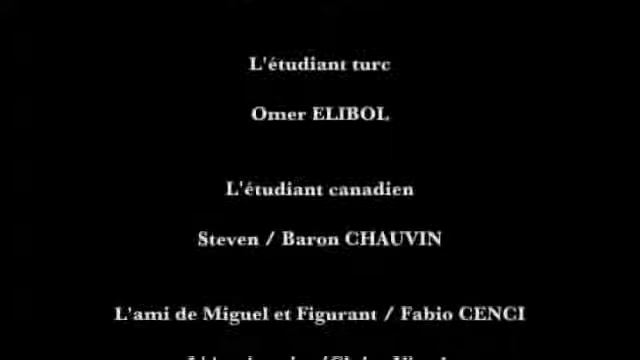 L'étudiant turc
Omer ELIBOL
L'étudiant canadien
Steven / Baron CHAUVIN
L'ami de Miguel et Figurant / Fabio CENCI